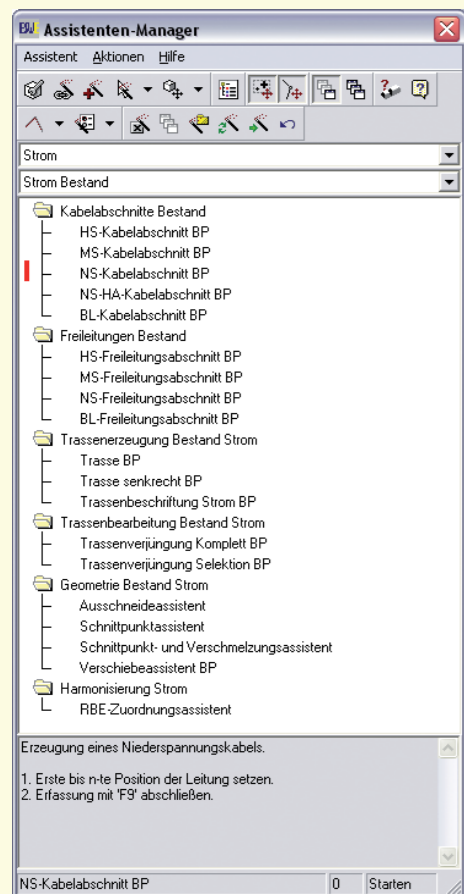 Assistenten-Manager
Assistent Aktionen Hilfe
Strom
Strom Bestand
Kabelabschnitte Bestand
HS-Kabelabschnitt BP
MS-Kabelabschnitt BP
NS-Kabelabschnitt BP
NS-HA-Kabelabschnitt BP
BL-Kabelabschnitt BP
Freileitungen Bestand
HS-Freileitungsabschnitt BP
MS-Freileitungsabschnitt BP
NS-Freileitungsabschnitt BP
BL-Freileitungsabschnitt BP
Trassenerzeugung Bestand Strom
Trasse BP
Trasse senkrecht BP
Trassenbeschriftung Strom BP
Trassenbearbeitung Bestand Strom
Trassenverjüngung Komplett BP
Trassenverjüngung Selektion BP
Geometrie Bestand Strom
Ausschneideassistent
Schnittpunktassistent
Schnittpunkt- und Verschmelzungsassistent
Verschiebeassistent BP
Harmonisierung Strom
RBE-Zuordnungsassistent
Erzeugung eines Niederspannungskabels.
1. Erste bis n-te Position der Leitung setzen.
2. Erfassung mit 'F9' abschließen.
NS-Kabelabschnitt BP 0 Starten